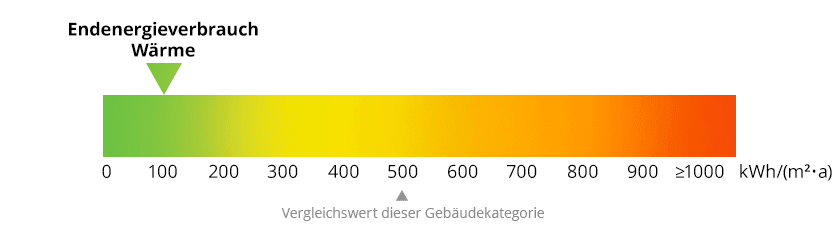 Endenergieverbrauch
Wärme
0 100 200 300 400 500 600 700 800 900 ≥1000 kWh/(m²·a)
Vergleichswert dieser Gebäudekategorie